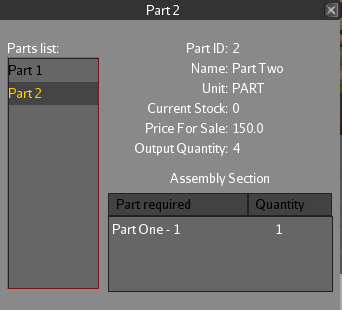 Part 2
Parts list:
Part 1
Part 2
Part ID: 2
Name: Part Two
Unit: PART
Current Stock: 0
Price For Sale: 150.0
Output Quantity: 4
Assembly Section
Part required Quantity
Part One - 1 1